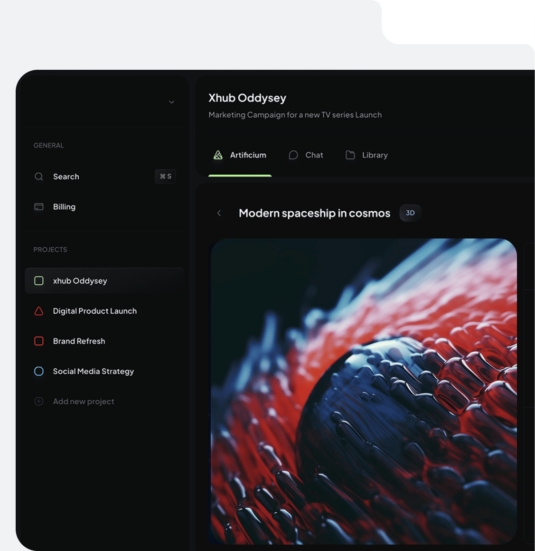 Xhub Oddysey
Marketing Campaign for a new TV series Launch
GENERAL
Search
⌘ S
Billing
PROJECTS
xhub Oddysey
Digital Product Launch
Brand Refresh
Social Media Strategy
Add new project
Artificium
Chat
Library
Modern spaceship in cosmos
3D